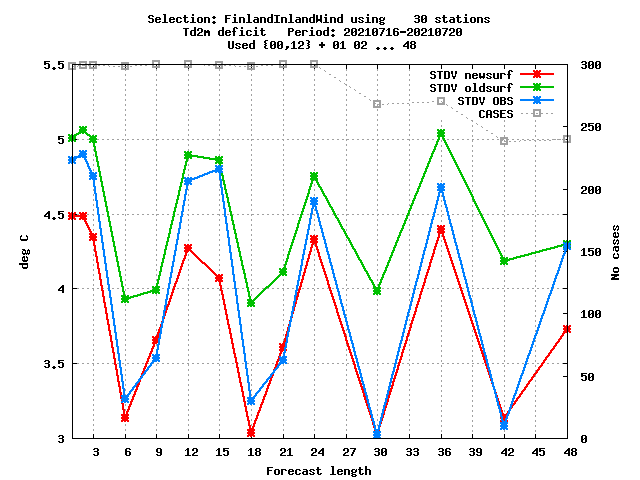 Selection: FinlandInlandWind using    30 stations
Td2m deficit   Period: 20210716-20210720
Used {00,12} + 01 02 ... 48
STDV newsurf
STDV oldsurf
STDV OBS
CASES
deg C
5.5
5
4.5
4
3.5
3
300
250
200
150
100
50
0
No cases
3 6 9 12 15 18 21 24 27 30 33 36 39 42 45 48
Forecast length